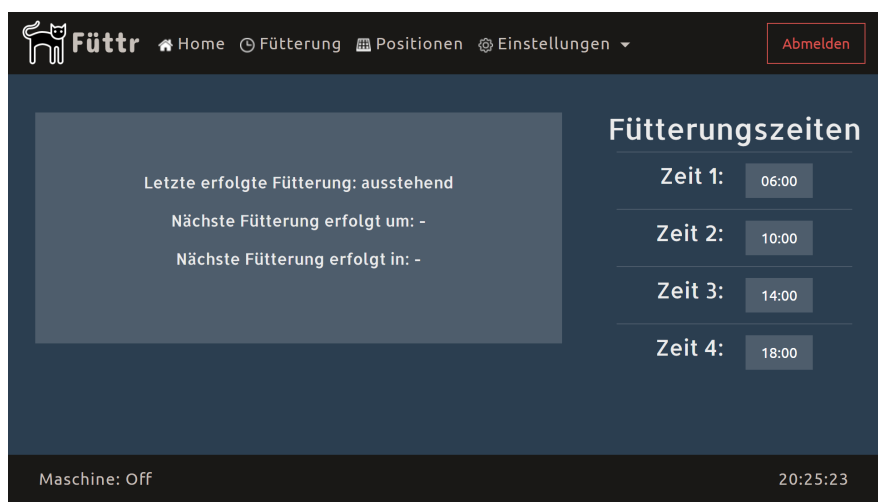 Füttr Home Fütterung Positionen Einstellungen Abmelden
Letzte erfolgte Fütterung: ausstehend
Nächste Fütterung erfolgt um: -
Nächste Fütterung erfolgt in: -
Fütterungszeiten
Zeit 1: 06:00
Zeit 2: 10:00
Zeit 3: 14:00
Zeit 4: 18:00
Maschine: Off 20:25:23